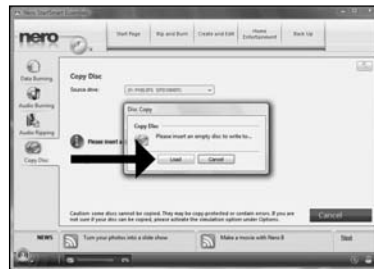 Nero StartSmart Essentials
nero
Start Page
Rip and Burn
Create and Edit
Home Entertainment
Back Up
Data Burning
Audio Burning
Audio Ripping
Copy Disc
Copy Disc
Source drive:
Disc Copy
Copy Disc
Please insert an empty disc to write to...
Load
Cancel
Please insert a
Caution: some discs cannot be copied. They may be copy-protected or contain errors. If you are
not sure if your disc can be copied, please activate the simulation option under Options.
Cancel
NEWS
Turn your photos into a slide show
Make a movie with Nero 8
Next